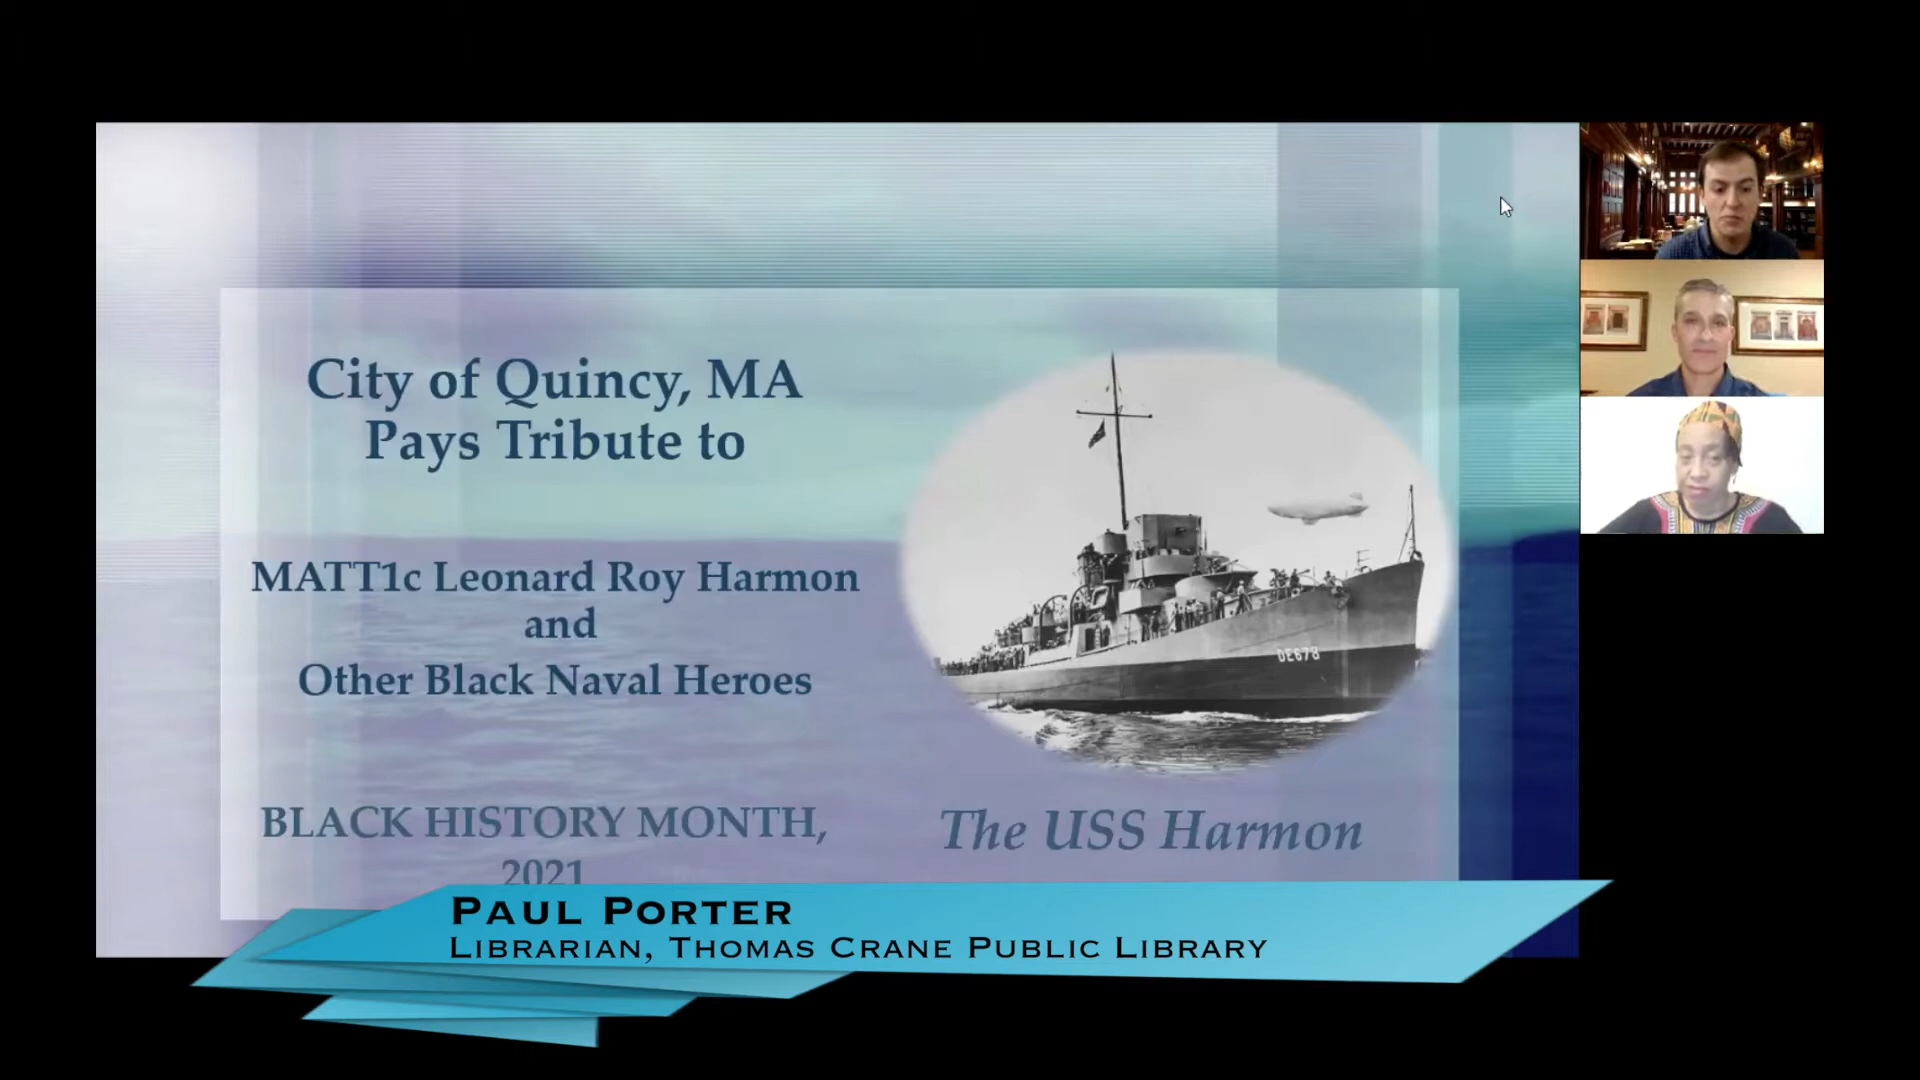 City of Quincy, MA
Pays Tribute to
MATT1c Leonard Roy Harmon
and
Other Black Naval Heroes
BLACK HISTORY MONTH,
2021
DE678
The USS Harmon
PAUL PORTER
LIBRARIAN, THOMAS CRANE PUBLIC LIBRARY